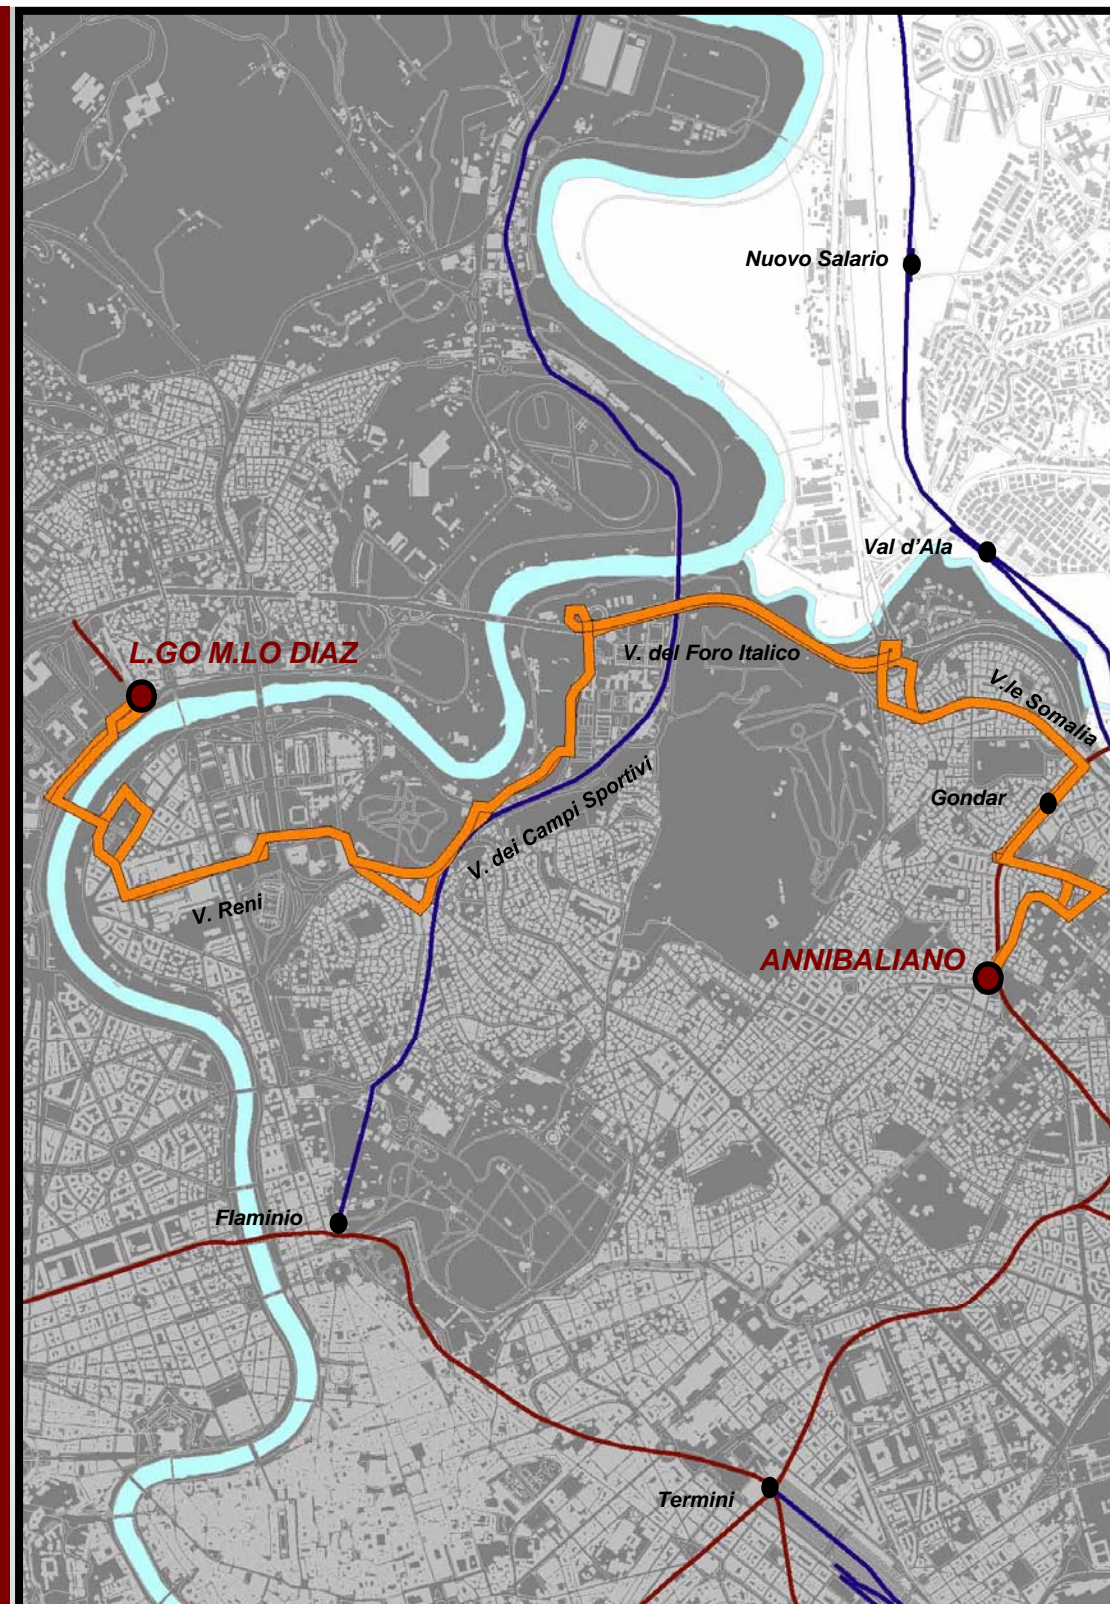 Nuovo Salario
Val d'Ala
L.GO M.LO DIAZ
V. del Foro Italico
V.le Somalia
Gondar
V. dei Campi Sportivi
V. Reni
ANNIBALIANO
Flaminio
Termini